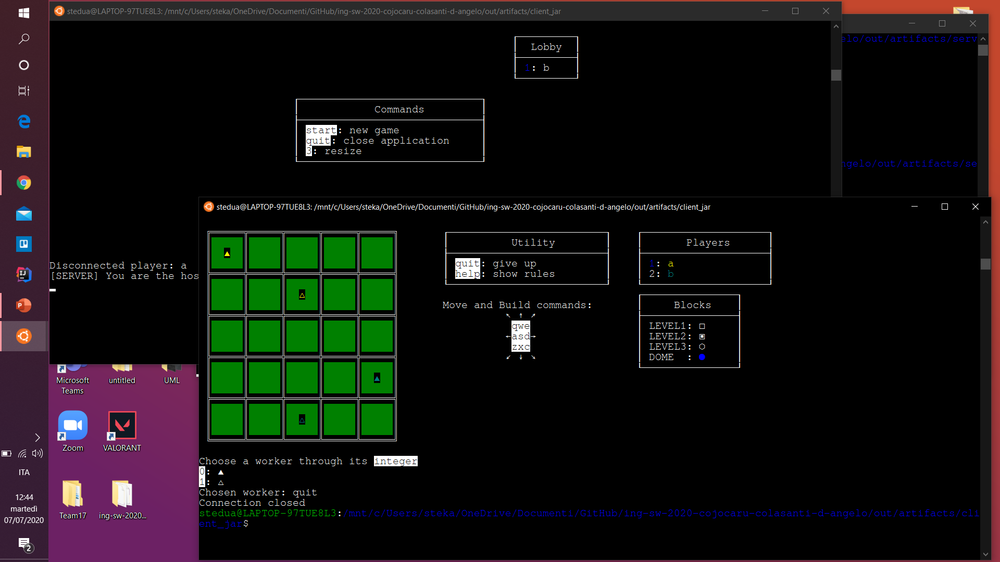 stedua@LAPTOP-97TUE8L3: /mnt/c/Users/steka/OneDrive/Documenti/GitHub/ing-sw-2020-cojocaru-colasanti-d-angelo/out/artifacts/client_jar
elo/out/artifacts/serv
Lobby
1: b
Commands
start: new game
quit: close application
3: resize
ngelo/out/artifacts/se
Disconnected player: a
[SERVER] You are the hos
stedua@LAPTOP-97TUE8L3: /mnt/c/Users/steka/OneDrive/Documenti/GitHub/ing-sw-2020-cojocaru-colasanti-d-angelo/out/artifacts/client_jar
Utility
quit: give up
help: show rules
Players
1: a
2: b
Move and Build commands:
↖ ↑ ↗
qwe
←asd→
zxc
↙ ↓ ↘
Blocks
LEVEL1: □
LEVEL2: ▣
LEVEL3: ⬡
DOME : ●
Choose a worker through its integer
0: ▲
1: △
Chosen worker: quit
Connection closed
stedua@LAPTOP-97TUE8L3:/mnt/c/Users/steka/OneDrive/Documenti/GitHub/ing-sw-2020-cojocaru-colasanti-d-angelo/out/artifacts/cli
ent_jar$
Microsoft
Teams
untitled
UML
Zoom
VALORANT
Team17
ing-sw-2020...
ITA
12:44
martedì
07/07/2020
2